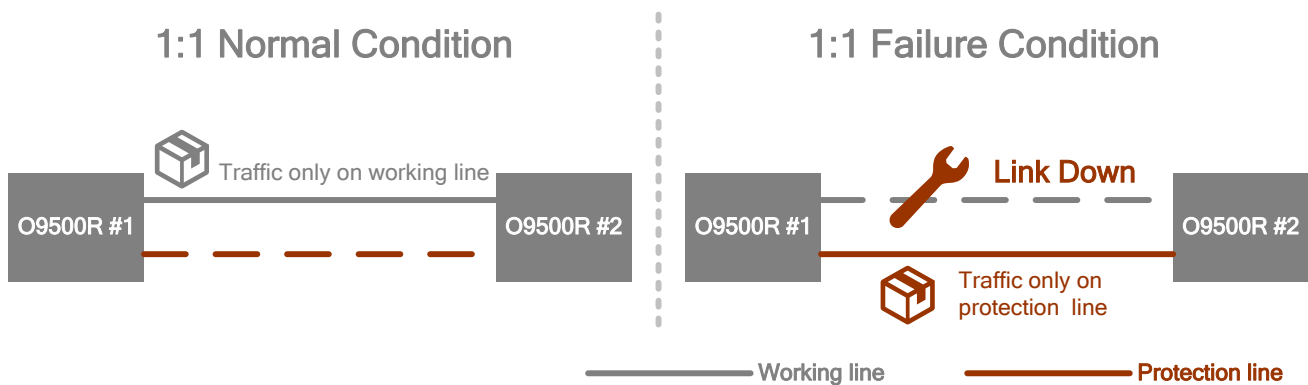 1:1 Normal Condition
Traffic only on working line
O9500R #1
O9500R #2
1:1 Failure Condition
Link Down
O9500R #1
O9500R #2
Traffic only on
protection line
Working line
Protection line